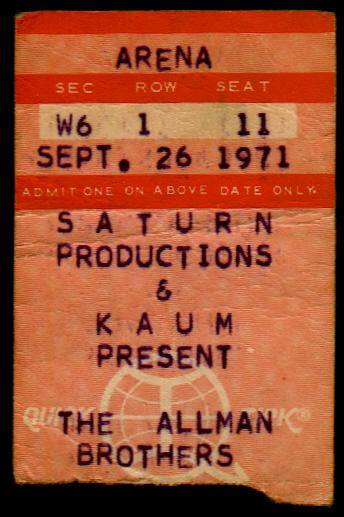 ARENA
SEC ROW SEAT
W6 1 11
SEPT. 26 1971
ADMIT ONE ON ABOVE DATE ONLY.
SATURN
PRODUCTIONS
&
KAUM
PRESENT
THE ALLMAN
BROTHERS